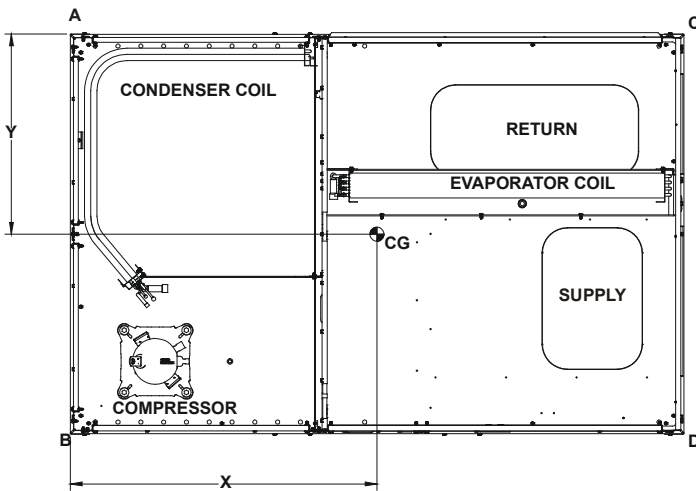 A
C
CONDENSER COIL
Y
RETURN
EVAPORATOR COIL
CG
SUPPLY
COMPRESSOR
B
D
X